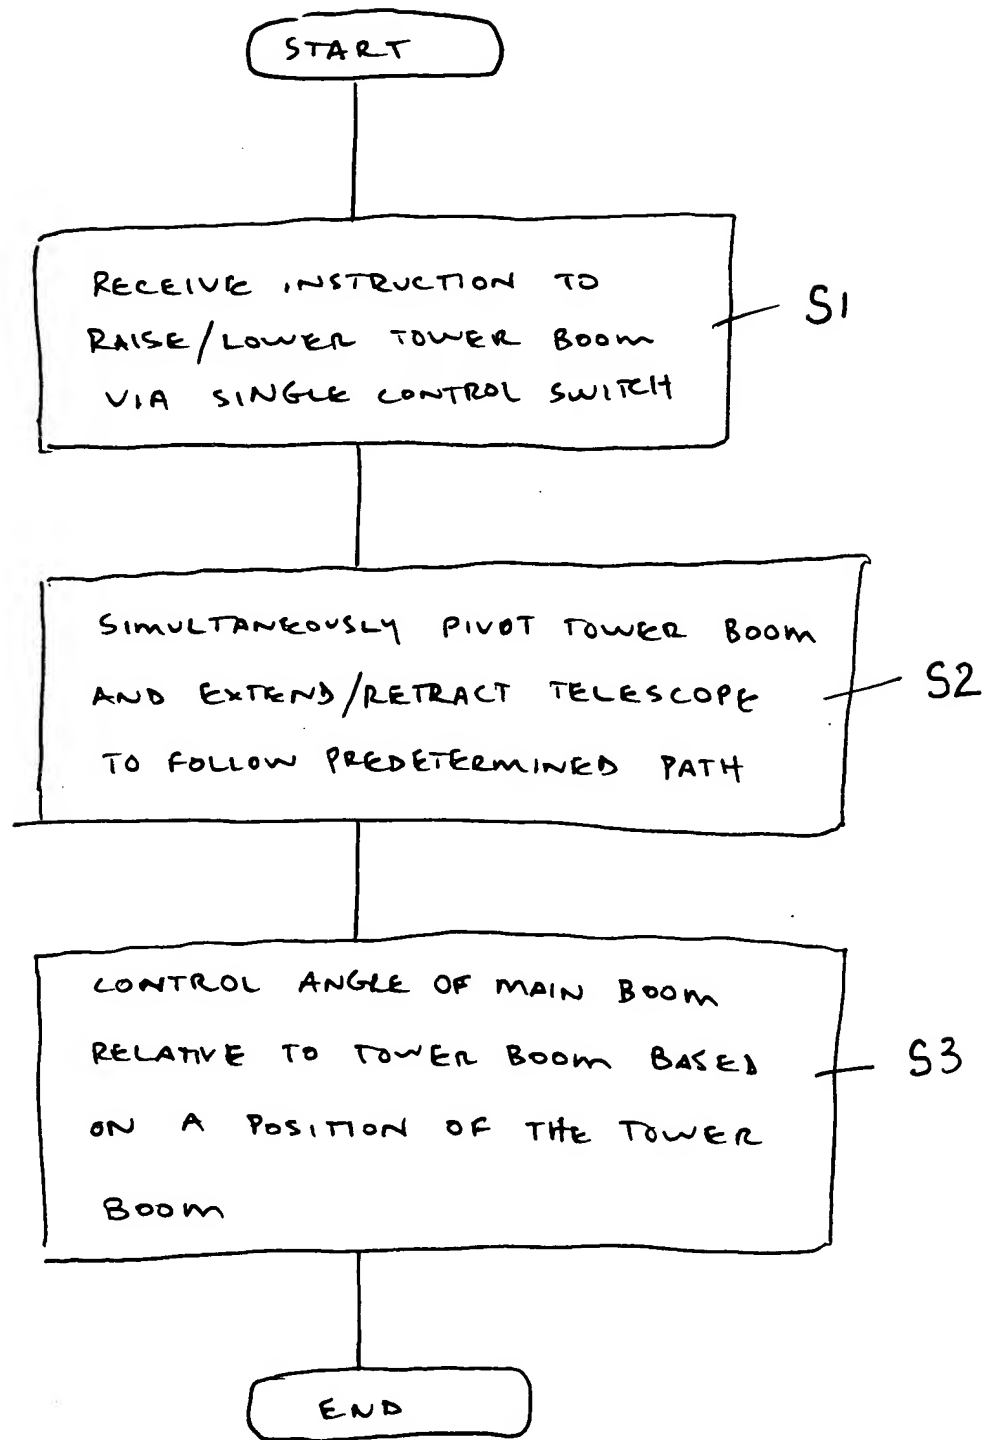 START
RECEIVE INSTRUCTION TO
RAISE/LOWER TOWER BOOM
VIA SINGLE CONTROL SWITCH
S1
SIMULTANEOUSLY PIVOT TOWER BOOM
AND EXTEND/RETRACT TELESCOPE
TO FOLLOW PREDETERMINED PATH
S2
CONTROL ANGLE OF MAIN BOOM
RELATIVE TO TOWER BOOM BASED
ON A POSITION OF THE TOWER
BOOM
S3
END